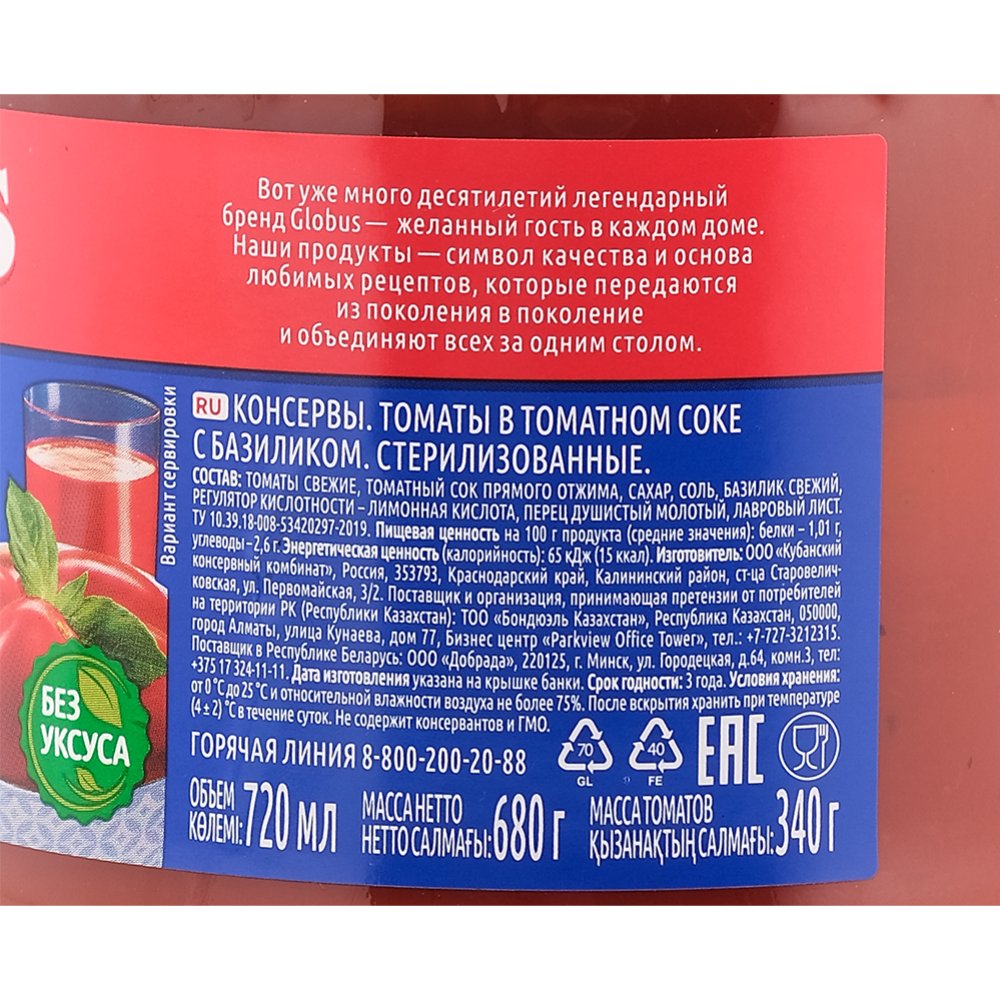 S
Вот уже много десятилетий легендарный
бренд Globus — желанный гость в каждом доме.
Наши продукты — символ качества и основа
любимых рецептов, которые передаются
из поколения в поколение
и объединяют всех за одним столом.
Вариант сервировки
RU КОНСЕРВЫ. ТОМАТЫ В ТОМАТНОМ СОКЕ
С БАЗИЛИКОМ. СТЕРИЛИЗОВАННЫЕ.
СОСТАВ: ТОМАТЫ СВЕЖИЕ, ТОМАТНЫЙ СОК ПРЯМОГО ОТЖИМА, САХАР, СОЛЬ, БАЗИЛИК СВЕЖИЙ,
РЕГУЛЯТОР КИСЛОТНОСТИ – ЛИМОННАЯ КИСЛОТА, ПЕРЕЦ ДУШИСТЫЙ МОЛОТЫЙ, ЛАВРОВЫЙ ЛИСТ.
ТУ 10.39.18-008-53420297-2019. Пищевая ценность на 100 г продукта (средние значения): белки – 1,01 г,
углеводы – 2,6 г. Энергетическая ценность (калорийность): 65 кДж (15 ккал). Изготовитель: ООО «Кубанский
консервный комбинат», Россия, 353793, Краснодарский край, Калининский район, ст-ца Старовелич-
ковская, ул. Первомайская, 3/2. Поставщик и организация, принимающая претензии от потребителей
на территории РК (Республики Казахстан): ТОО «Бондюэль Казахстан», Республика Казахстан, 050000,
город Алматы, улица Кунаева, дом 77, Бизнес центр «Parkview Office Tower», тел.: +7-727-3212315.
Поставщик в Республике Беларусь: ООО «Добрада», 220125, г. Минск, ул. Городецкая, д.64, комн.3, тел:
+375 17 324-11-11. Дата изготовления указана на крышке банки. Срок годности: 3 года. Условия хранения:
от 0 °С до 25 °С и относительной влажности воздуха не более 75%. После вскрытия хранить при температуре
(4 ± 2) °С в течение суток. Не содержит консервантов и ГМО.
ГОРЯЧАЯ ЛИНИЯ 8-800-200-20-88
70
GL
40
FE
EAC
БЕЗ
УКСУСА
ОБЪЕМ
КӨЛЕМІ: 720 МЛ
МАССА НЕТТО
НЕТТО САЛМАҒЫ: 680 г
МАССА ТОМАТОВ
ҚЫЗАНАҚТЫҢ САЛМАҒЫ: 340 г